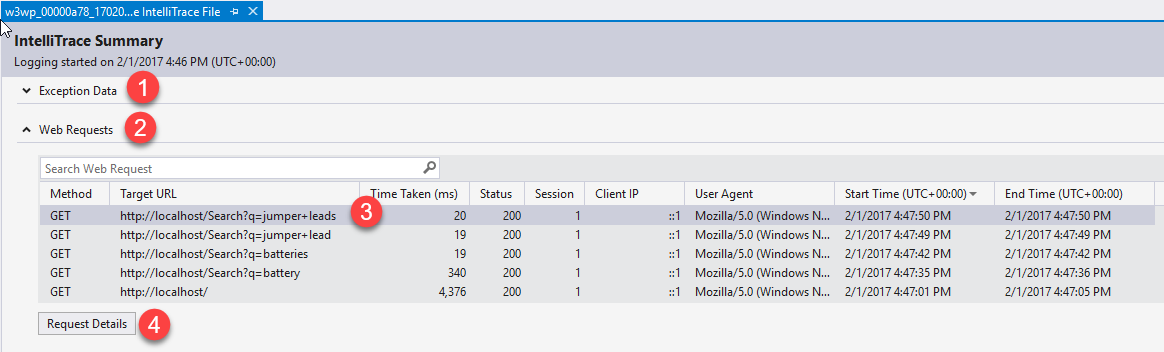 w3wp_00000a78_17020...e IntelliTrace File
IntelliTrace Summary
Logging started on 2/1/2017 4:46 PM (UTC+00:00)
Exception Data 1
Web Requests 2
Search Web Request
Method Target URL Time Taken (ms) Status Session Client IP User Agent Start Time (UTC+00:00) End Time (UTC+00:00)
GET http://localhost/Search?q=jumper+leads 3 20 200 1 ::1 Mozilla/5.0 (Windows N... 2/1/2017 4:47:50 PM 2/1/2017 4:47:50 PM
GET http://localhost/Search?q=jumper+lead 19 200 1 ::1 Mozilla/5.0 (Windows N... 2/1/2017 4:47:49 PM 2/1/2017 4:47:49 PM
GET http://localhost/Search?q=batteries 19 200 1 ::1 Mozilla/5.0 (Windows N... 2/1/2017 4:47:42 PM 2/1/2017 4:47:42 PM
GET http://localhost/Search?q=battery 340 200 1 ::1 Mozilla/5.0 (Windows N... 2/1/2017 4:47:35 PM 2/1/2017 4:47:36 PM
GET http://localhost/ 4,376 200 1 ::1 Mozilla/5.0 (Windows N... 2/1/2017 4:47:01 PM 2/1/2017 4:47:05 PM
Request Details 4